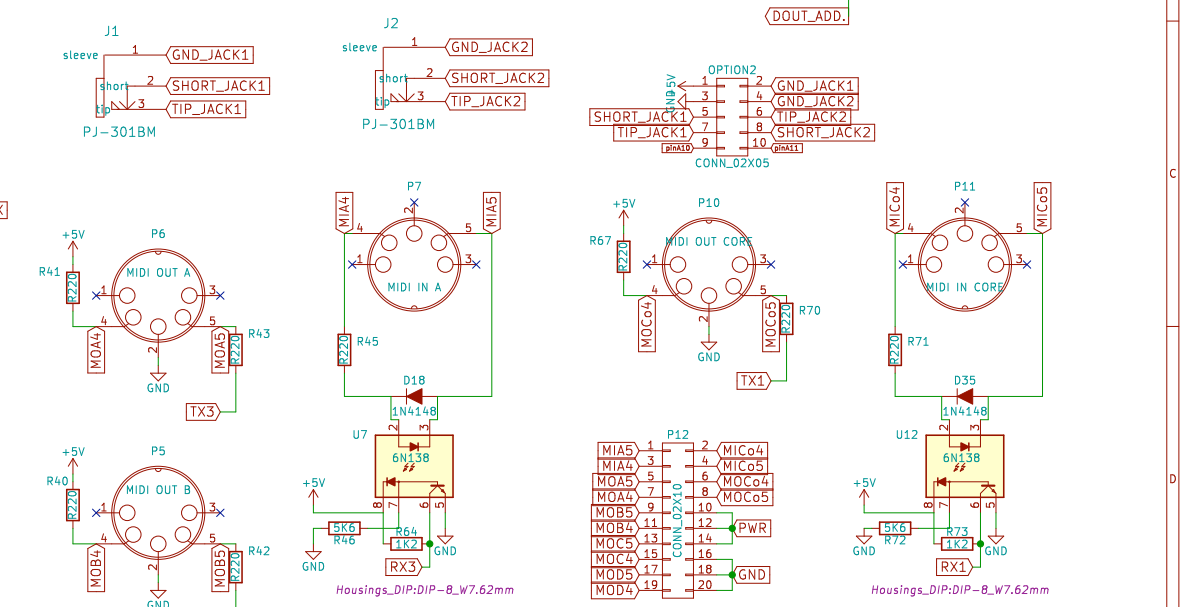 DOUT_ADD.
J1
sleeve
1
GND_JACK1
short
2
SHORT_JACK1
tip
3
TIP_JACK1
PJ-301BM
J2
sleeve
1
GND_JACK2
short
2
SHORT_JACK2
tip
3
TIP_JACK2
PJ-301BM
OPTION2
+5V
1
2
GND_JACK1
GND
3
4
GND_JACK2
SHORT_JACK1
5
6
TIP_JACK2
TIP_JACK1
7
8
SHORT_JACK2
pinA10
9
10
pinA11
CONN_02X05
C
P6
+5V
R41
R220
MIDI OUT A
1
3
4
5
2
MOA4
MOA5
R43
R220
GND
TX3
P7
MIA4
MIA5
2
4
5
1
3
MIDI IN A
R45
R220
D18
1N4148
U7
2
3
6N138
8
7
6
5
+5V
5K6
R46
R64
1K2
GND
GND
RX3
Housings_DIP:DIP-8_W7.62mm
P10
+5V
R67
R220
MIDI OUT CORE
1
3
4
5
2
MOCo4
MOCo5
R70
R220
GND
TX1
P11
MICo4
MICo5
2
4
5
1
3
MIDI IN CORE
R71
R220
D35
1N4148
U12
2
3
6N138
8
7
6
5
+5V
5K6
R72
R73
1K2
GND
GND
RX1
Housings_DIP:DIP-8_W7.62mm
D
P5
+5V
R40
R220
MIDI OUT B
1
3
4
5
2
MOB4
MOB5
R42
R220
GND
P12
MIA5
1
2
MICo4
MIA4
3
4
MICo5
MOA5
5
6
MOCo4
MOA4
7
8
MOCo5
MOB5
9
10
MOB4
11
12
PWR
MOC5
13
14
MOC4
15
16
MOD5
17
18
GND
MOD4
19
20
CONN_02X10